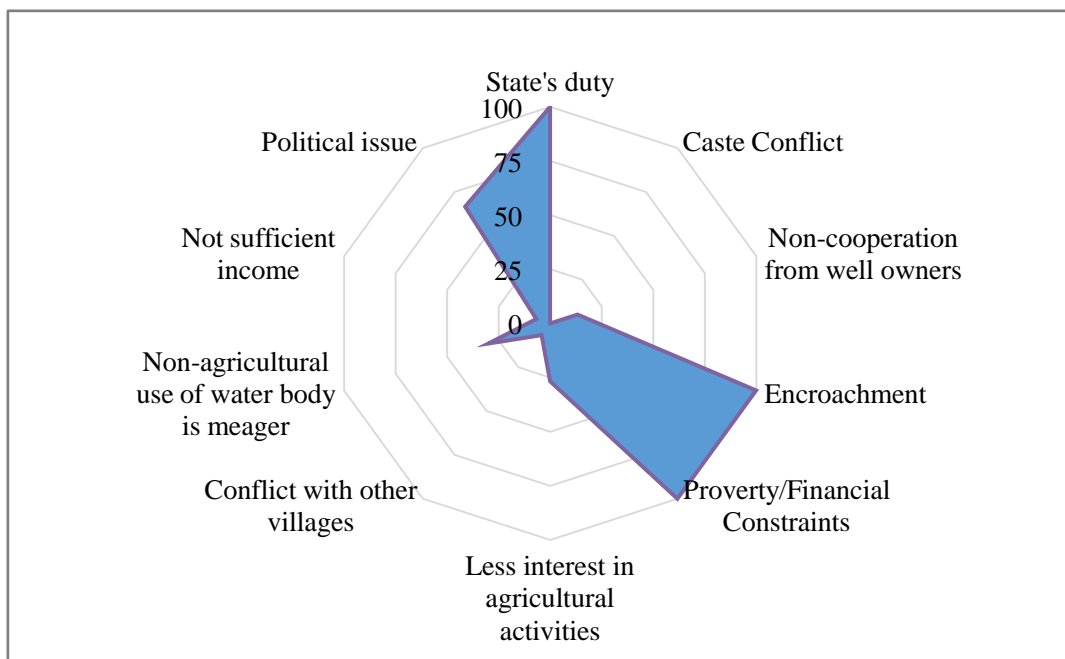 State's duty
100
75
50
25
0
Caste Conflict
Non-cooperation
from well owners
Encroachment
Proverty/Financial
Constraints
Less interest in
agricultural
activities
Conflict with other
villages
Non-agricultural
use of water body
is meager
Not sufficient
income
Political issue